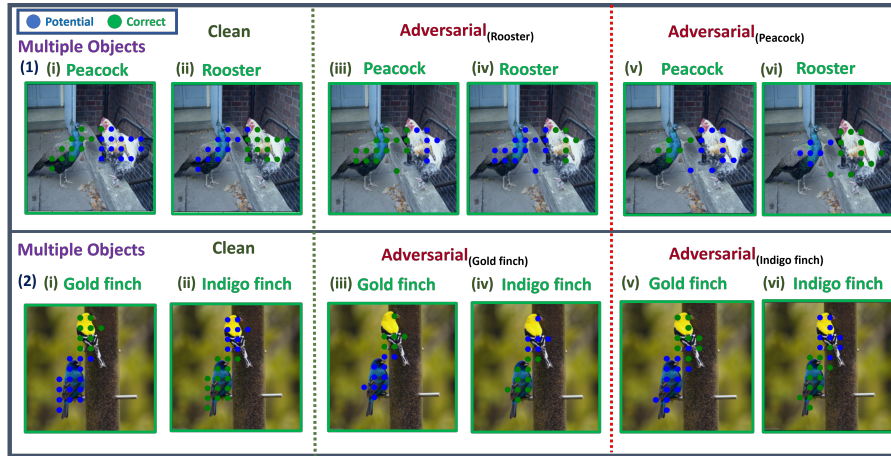 Potential Correct
Clean
Adversarial(Rooster)
Adversarial(Peacock)
Multiple Objects
(1) (i) Peacock (ii) Rooster (iii) Peacock (iv) Rooster (v) Peacock (vi) Rooster
Multiple Objects Clean Adversarial(Gold finch) Adversarial(Indigo finch)
(2) (i) Gold finch (ii) Indigo finch (iii) Gold finch (iv) Indigo finch (v) Gold finch (vi) Indigo finch